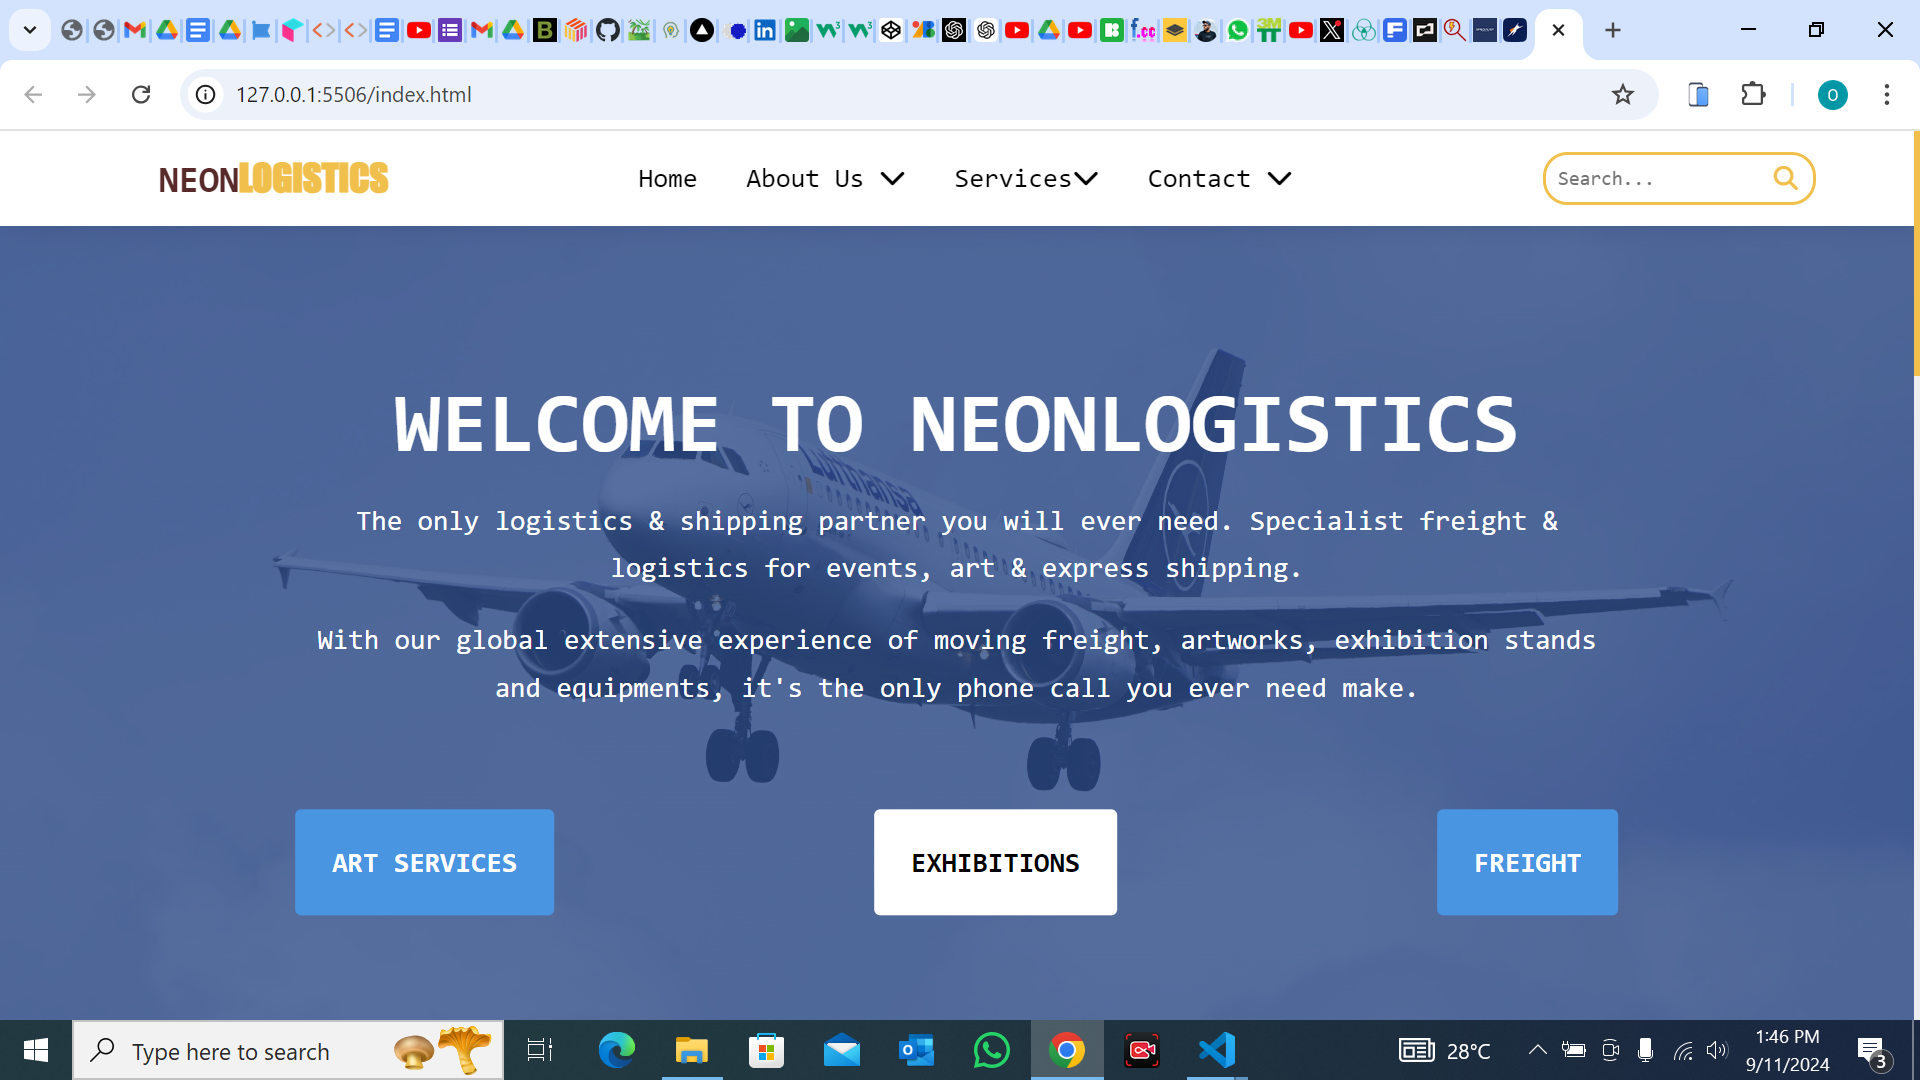 127.0.0.1:5506/index.html
NEONLOGISTICS
Home
About Us
Services
Contact
Search...
WELCOME TO NEONLOGISTICS
The only logistics & shipping partner you will ever need. Specialist freight &
logistics for events, art & express shipping.
With our global extensive experience of moving freight, artworks, exhibition stands
and equipments, it's the only phone call you ever need make.
Lufthansa
ART SERVICES
EXHIBITIONS
FREIGHT
Type here to search
28°C
1:46 PM
9/11/2024
3